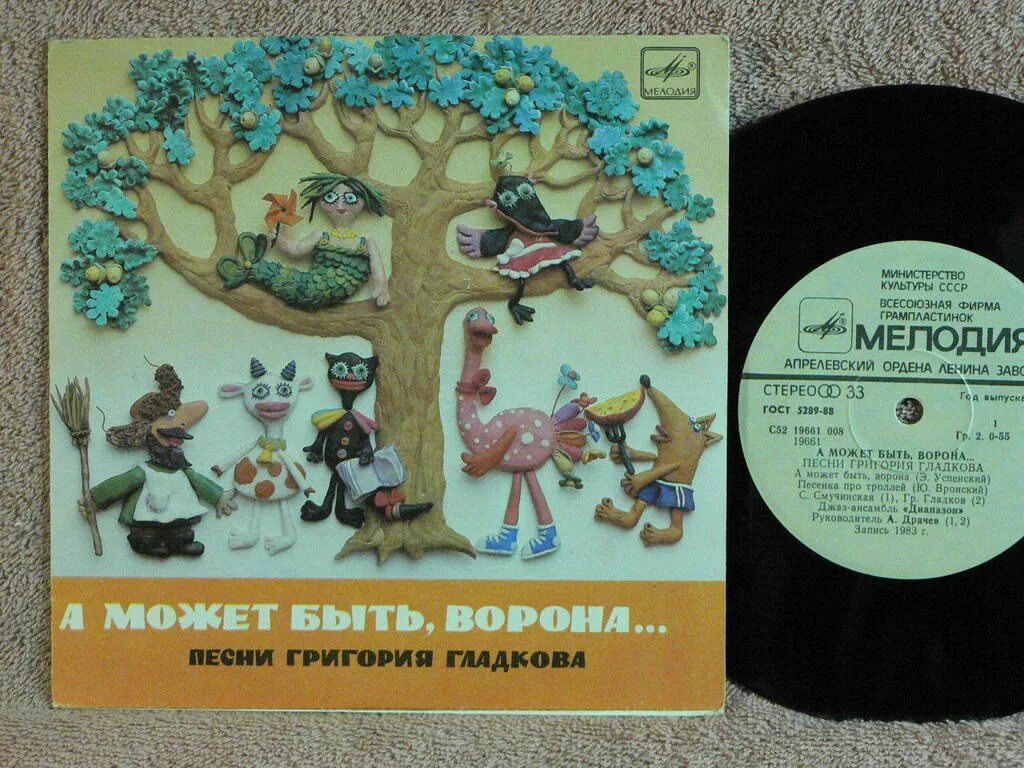 МЕЛОДИЯ
А МОЖЕТ БЫТЬ, ВОРОНА...
ПЕСНИ ГРИГОРИЯ ГЛАДКОВА
МИНИСТЕРСТВО
КУЛЬТУРЫ СССР
ВСЕСОЮЗНАЯ ФИРМА
ГРАМПЛАСТИНОК
МЕЛОДИЯ
АПРЕЛЕВСКИЙ ОРДЕНА ЛЕНИНА ЗАВО
СТЕРЕО 33
Год выпуска
ГОСТ 5289-88
С52 19661 008
19661
1
Гр. 2. 0-55
А МОЖЕТ БЫТЬ, ВОРОНА...
ПЕСНИ ГРИГОРИЯ ГЛАДКОВА
А может быть, ворона (Э. Успенский)
Песенка про троллей (Ю. Вронский)
С. Смучинская (1), Гр. Гладков (2)
Джаз-ансамбль «Диапазон»
Руководитель А. Драчев (1, 2)
Запись 1983 г.